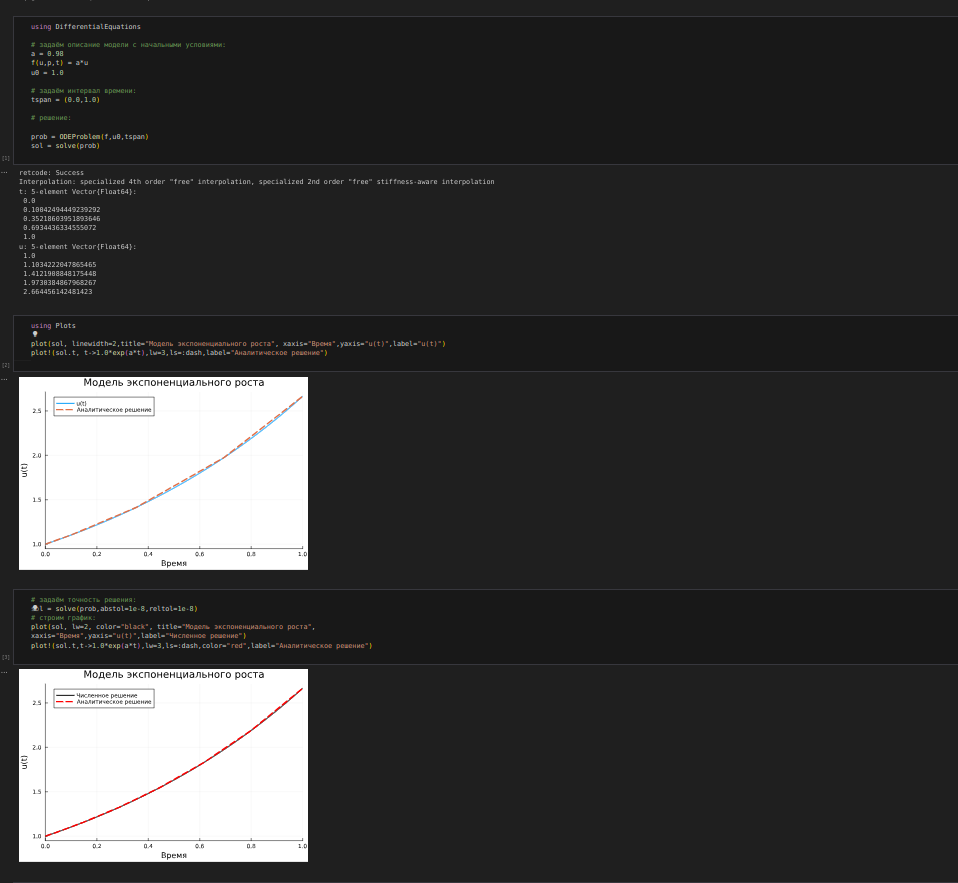 using DifferentialEquations
# задаём описание модели с начальными условиями:
a = 0.98
f(u,p,t) = a*u
u0 = 1.0
# задаём интервал времени:
tspan = (0.0,1.0)
# решение:
prob = ODEProblem(f,u0,tspan)
sol = solve(prob)
[1]
...
retcode: Success
Interpolation: specialized 4th order "free" interpolation, specialized 2nd order "free" stiffness-aware interpolation
t: 5-element Vector{Float64}:
0.0
0.10042494449239292
0.35218603951893646
0.6934436334555072
1.0
u: 5-element Vector{Float64}:
1.0
1.1034222047865465
1.4121908848175448
1.9730384867968267
2.664456142481423
using Plots
plot(sol, linewidth=2,title="Модель экспоненциального роста", xaxis="Время",yaxis="u(t)",label="u(t)")
plot!(sol.t, t->1.0*exp(a*t),lw=3,ls=:dash,label="Аналитическое решение")
[2]
...
Модель экспоненциального роста
u(t)
Аналитическое решение
2.5
2.0
1.5
1.0
u(t)
0.0 0.2 0.4 0.6 0.8 1.0
Время
# задаём точность решения:
sol = solve(prob,abstol=1e-8,reltol=1e-8)
# строим график:
plot(sol, lw=2, color="black", title="Модель экспоненциального роста",
xaxis="Время",yaxis="u(t)",label="Численное решение")
plot!(sol.t,t->1.0*exp(a*t),lw=3,ls=:dash,color="red",label="Аналитическое решение")
[3]
...
Модель экспоненциального роста
Численное решение
Аналитическое решение
2.5
2.0
1.5
1.0
u(t)
0.0 0.2 0.4 0.6 0.8 1.0
Время